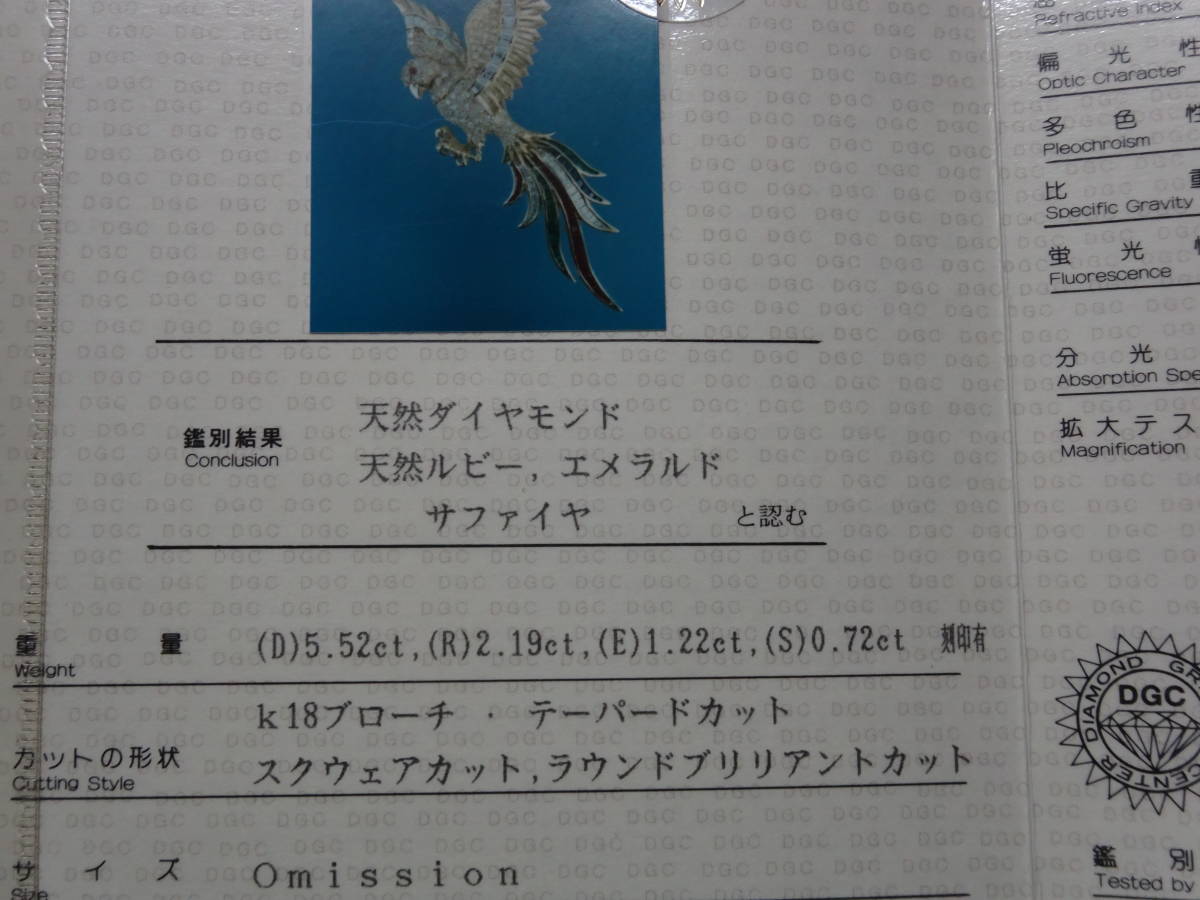 鑑別結果
Conclusion
天然ダイヤモンド
天然ルビー, エメラルド
サファイヤ と認む
重量 (D)5.52ct,(R)2.19ct,(E)1.22ct,(S)0.72ct 刻印有
Weight
k18ブローチ ・ テーパードカット
カットの形状 スクウェアカット,ラウンドブリリアントカット
Cutting Style
サイズ Omission
Size
Refractive Index
偏光性
Optic Character
多色性
Pleochroism
比重
Specific Gravity
蛍光
Fluorescence
分光
Absorption Spe
拡大テス
Magnification
DIAMOND GR
DGC
CENTER
鑑別
Tested by